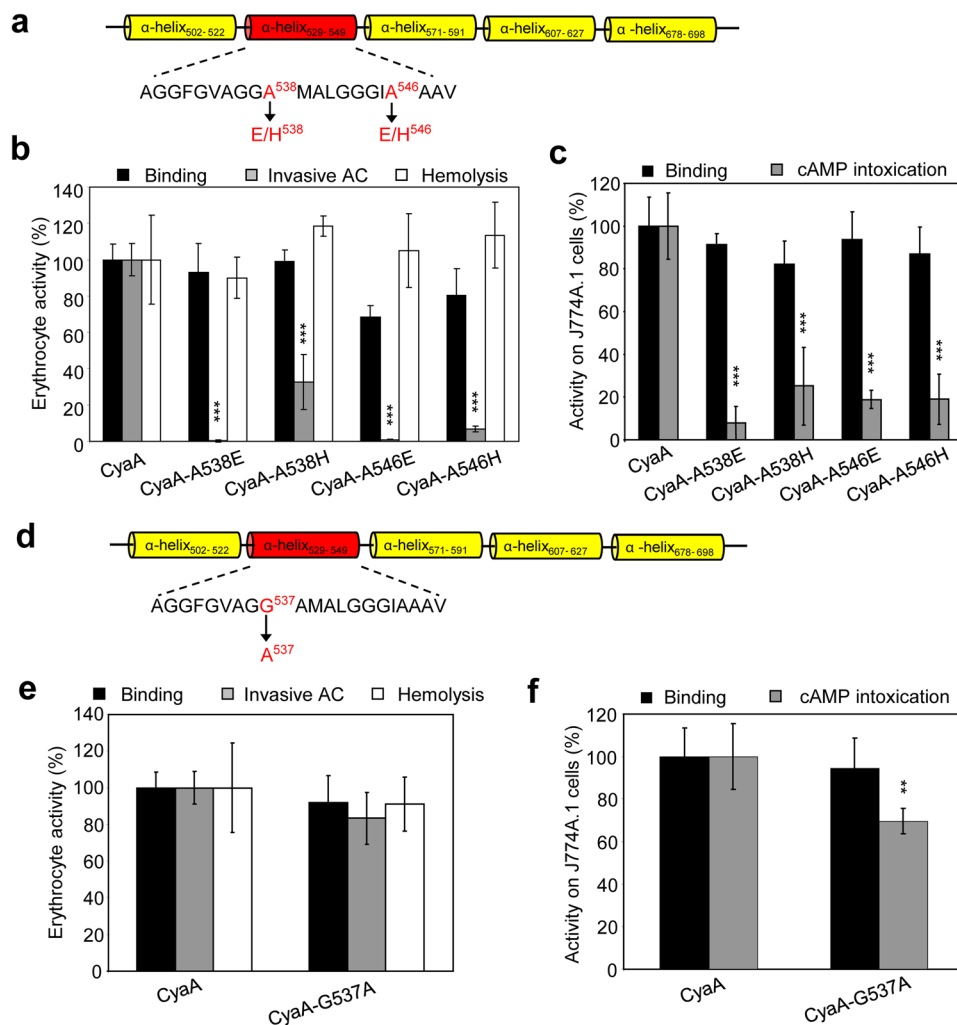 a
α-helix502-522 α-helix529-549 α-helix571-591 α-helix607-627 α-helix678-698
AGGFGVAGGA538MALGGGIA546AAV
E/H538 E/H546
b
Binding Invasive AC Hemolysis
Erythrocyte activity (%)
140
120
100
80
60
40
20
0
***
***
***
***
CyaA CyaA-A538E CyaA-A538H CyaA-A546E CyaA-A546H
c
Binding cAMP intoxication
Activity on J774A.1 cells (%)
120
100
80
60
40
20
0
***
***
***
***
CyaA CyaA-A538E CyaA-A538H CyaA-A546E CyaA-A546H
d
α-helix502-522 α-helix529-549 α-helix571-591 α-helix607-627 α-helix678-698
AGGFGVAGG537AMALGGGIAAAV
A537
e
Binding Invasive AC Hemolysis
Erythrocyte activity (%)
140
120
100
80
60
40
20
0
CyaA CyaA-G537A
f
Binding cAMP intoxication
Activity on J774A.1 cells (%)
120
100
80
60
40
20
0
**
CyaA CyaA-G537A